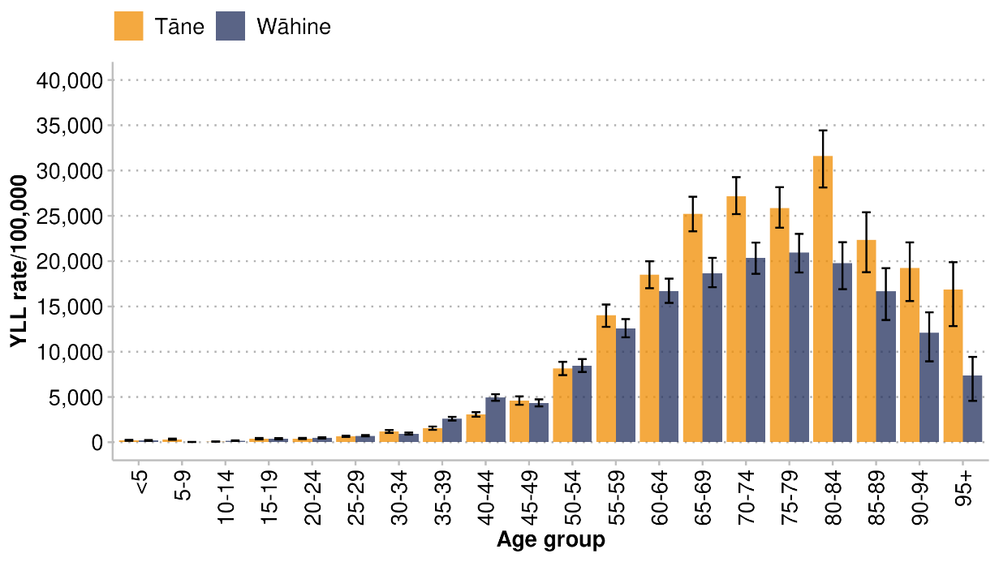 Tāne Wāhine
40,000
35,000
30,000
25,000
20,000
15,000
10,000
5,000
0
YLL rate/100,000
<5 5-9 10-14 15-19 20-24 25-29 30-34 35-39 40-44 45-49 50-54 55-59 60-64 65-69 70-74 75-79 80-84 85-89 90-94 95+
Age group